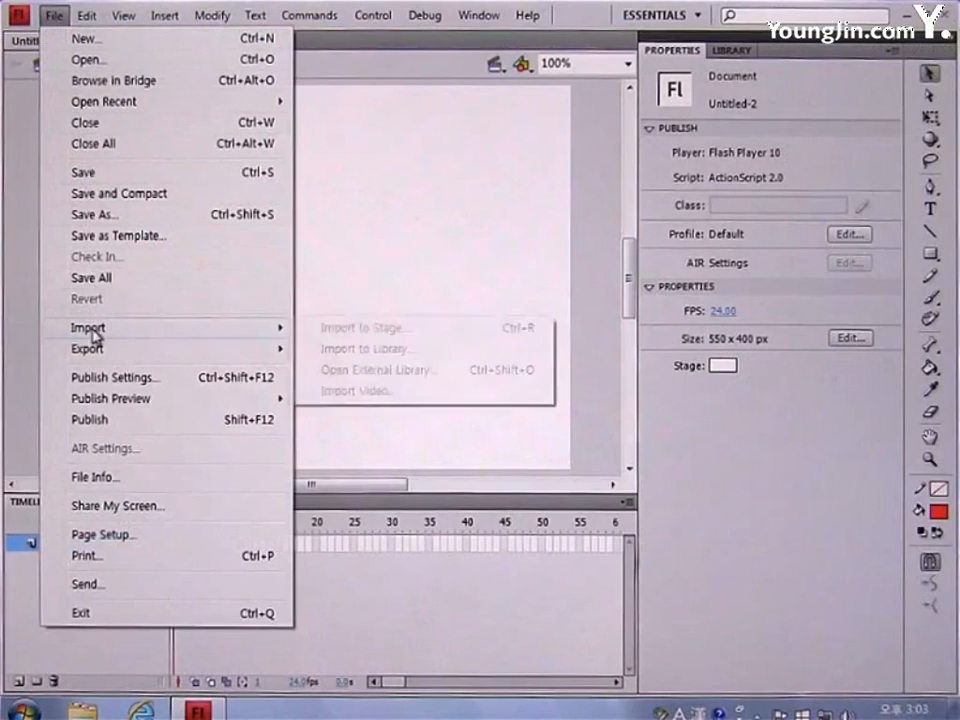 File Edit View Insert Modify Text Commands Control Debug Window Help ESSENTIALS
YoungJin.com Y.
Untitl
New... Ctrl+N
Open... Ctrl+O
Browse in Bridge Ctrl+Alt+O
Open Recent
Close Ctrl+W
Close All Ctrl+Alt+W
Save Ctrl+S
Save and Compact
Save As... Ctrl+Shift+S
Save as Template...
Check In...
Save All
Revert
Import
Export
Publish Settings... Ctrl+Shift+F12
Publish Preview
Publish Shift+F12
AIR Settings...
File Info...
Share My Screen...
Page Setup...
Print... Ctrl+P
Send...
Exit Ctrl+Q
Import to Stage... Ctrl+R
Import to Library...
Open External Library... Ctrl+Shift+O
Import Video...
100%
PROPERTIES LIBRARY
Fl
Document
Untitled-2
PUBLISH
Player: Flash Player 10
Script: ActionScript 2.0
Class:
Profile: Default Edit...
AIR Settings Edit...
PROPERTIES
FPS: 24.00
Size: 550 x 400 px Edit...
Stage:
TIMELI
20 25 30 35 40 45 50 55 6
1 24.0fps 0.0s
Fl
A 漢 오후 3:03